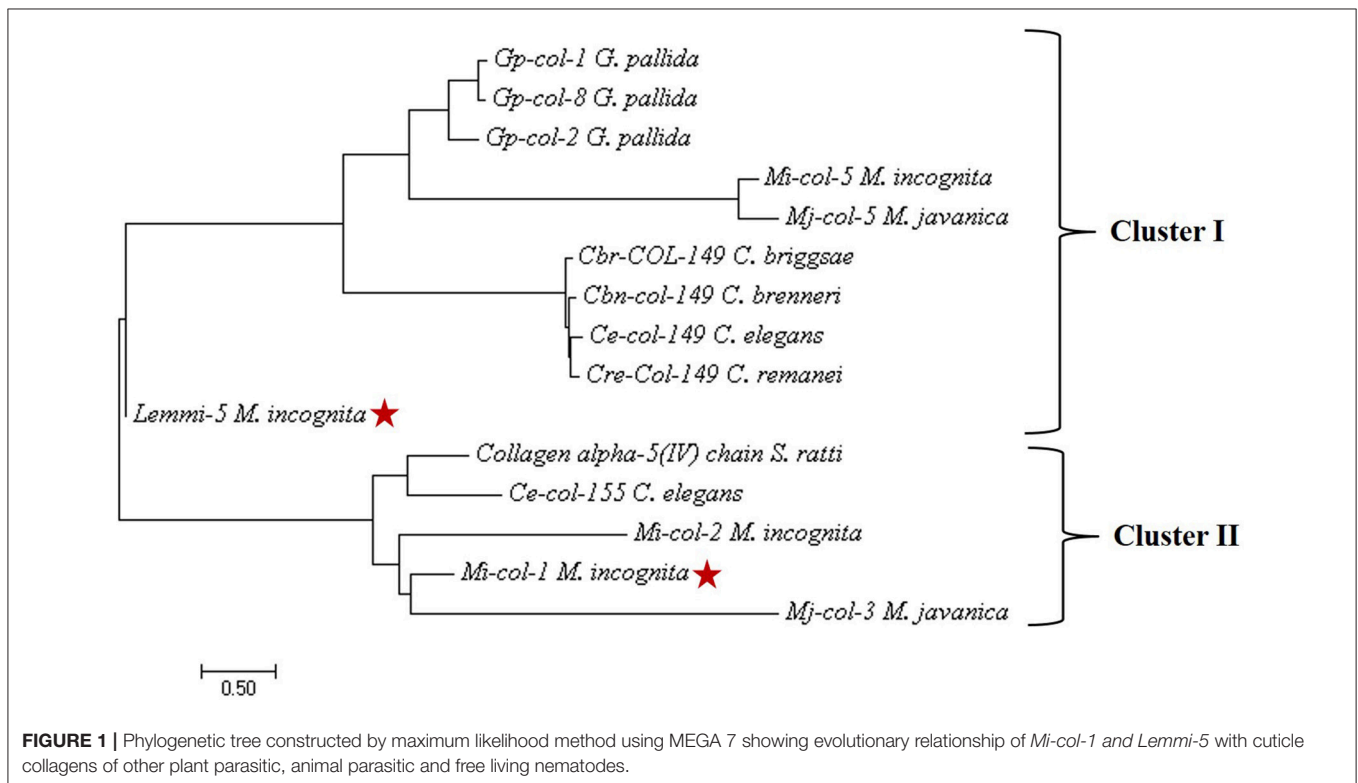 Gp-col-1 G. pallida
Gp-col-8 G. pallida
Gp-col-2 G. pallida
Mi-col-5 M. incognita
Mj-col-5 M. javanica
Cluster I
Cbr-COL-149 C. briggsae
Cbn-col-149 C. brenneri
Ce-col-149 C. elegans
Cre-Col-149 C. remanei
Lemmi-5 M. incognita
Collagen alpha-5(IV) chain S. ratti
Ce-col-155 C. elegans
Mi-col-2 M. incognita
Cluster II
Mi-col-1 M. incognita
Mj-col-3 M. javanica
0.50
FIGURE 1 | Phylogenetic tree constructed by maximum likelihood method using MEGA 7 showing evolutionary relationship of Mi-col-1 and Lemmi-5 with cuticle
collagens of other plant parasitic, animal parasitic and free living nematodes.